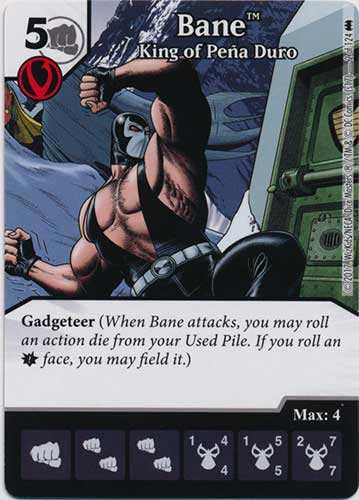 5
Bane™
King of Peña Duro
Gadgeteer (When Bane attacks, you may roll
an action die from your Used Pile. If you roll an
face, you may field it.)
Max: 4
1 4 4
1 5 5
2 7 7